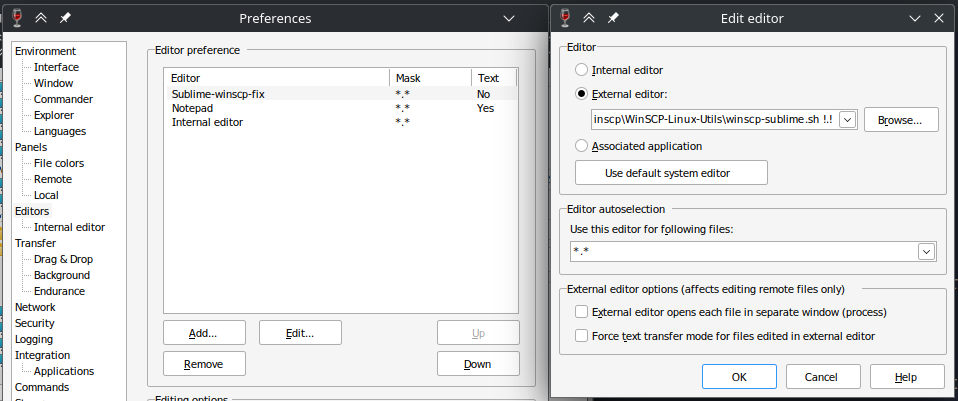 Preferences
Environment
Interface
Window
Commander
Explorer
Languages
Panels
File colors
Remote
Local
Editors
Internal editor
Transfer
Drag & Drop
Background
Endurance
Network
Security
Logging
Integration
Applications
Commands
Editor preference
Editor Mask Text
Sublime-winscp-fix *.* No
Notepad *.* Yes
Internal editor *.*
Add... Edit... Up
Remove Down
Editing options
Edit editor
Editor
Internal editor
External editor:
inscp\WinSCP-Linux-Utils\winscp-sublime.sh !.! Browse...
Associated application
Use default system editor
Editor autoselection
Use this editor for following files:
*.*
External editor options (affects editing remote files only)
External editor opens each file in separate window (process)
Force text transfer mode for files edited in external editor
OK Cancel Help